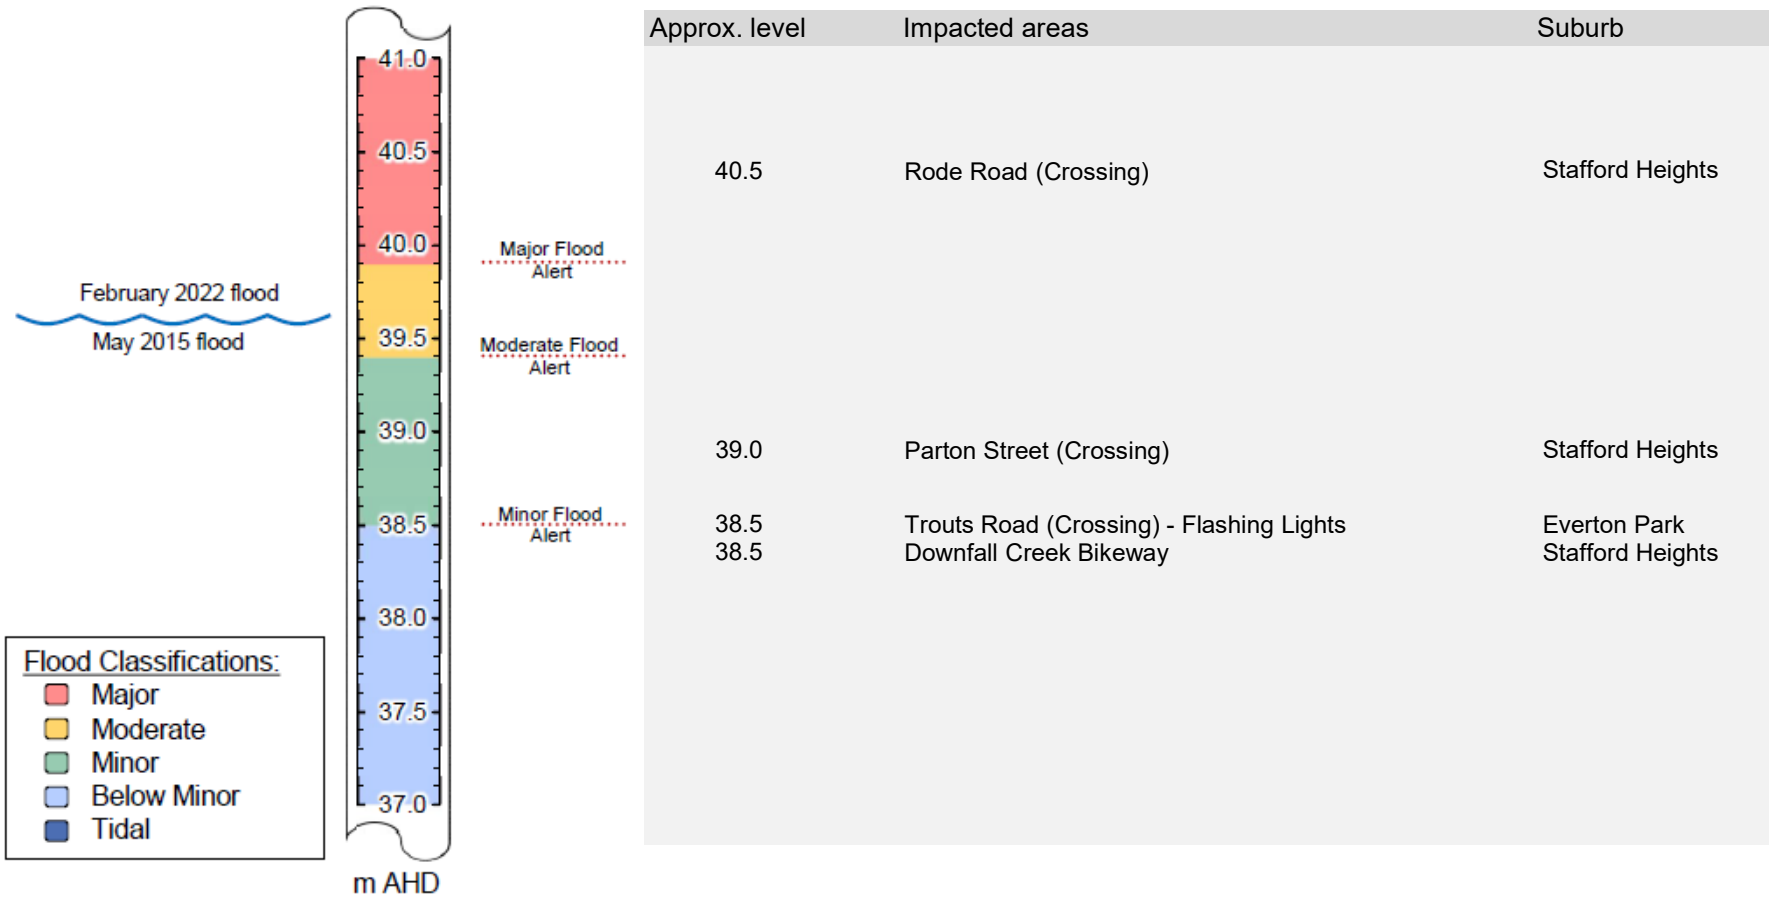 Approx. level Impacted areas Suburb
41.0
40.5
40.5 Rode Road (Crossing) Stafford Heights
40.0
Major Flood
Alert
February 2022 flood
May 2015 flood
39.5
Moderate Flood
Alert
39.0
39.0 Parton Street (Crossing) Stafford Heights
Minor Flood
Alert
38.5
38.5 Trouts Road (Crossing) - Flashing Lights Everton Park
38.5 Downfall Creek Bikeway Stafford Heights
38.0
37.5
37.0
m AHD
Flood Classifications:
Major
Moderate
Minor
Below Minor
Tidal